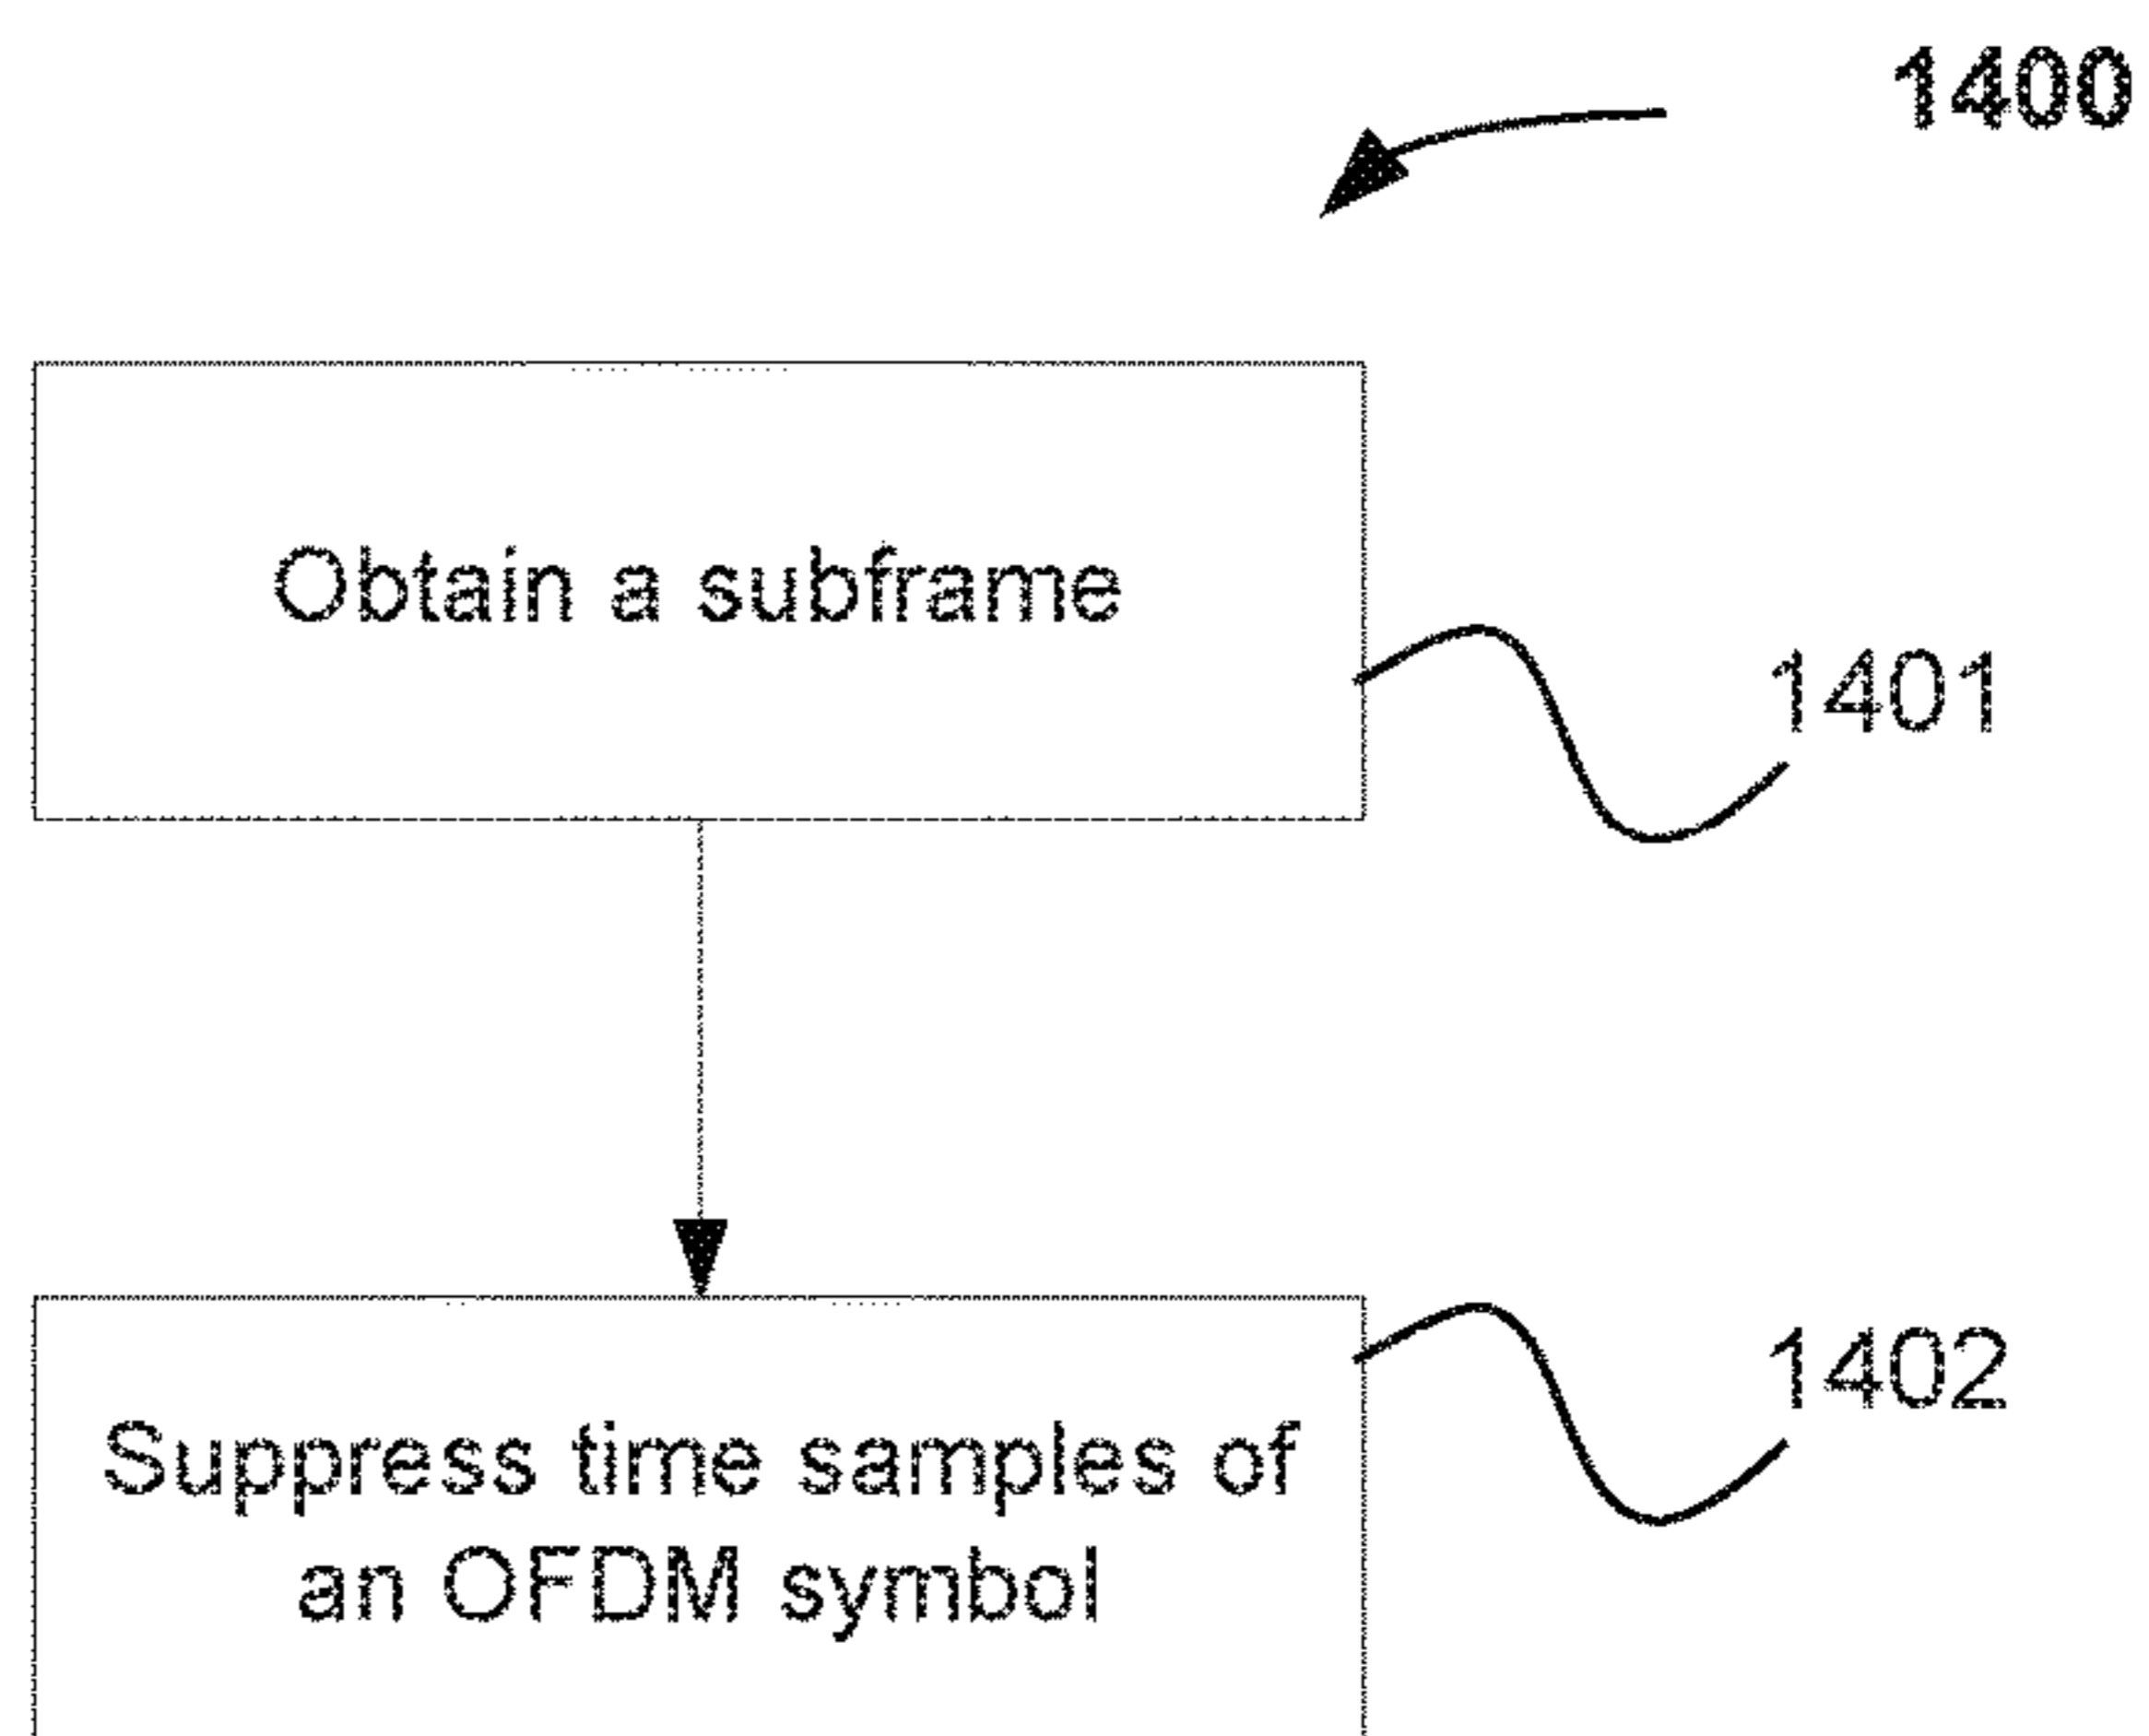 1400
Obtain a subframe
1401
1402
Suppress time samples of
an OFDM symbol